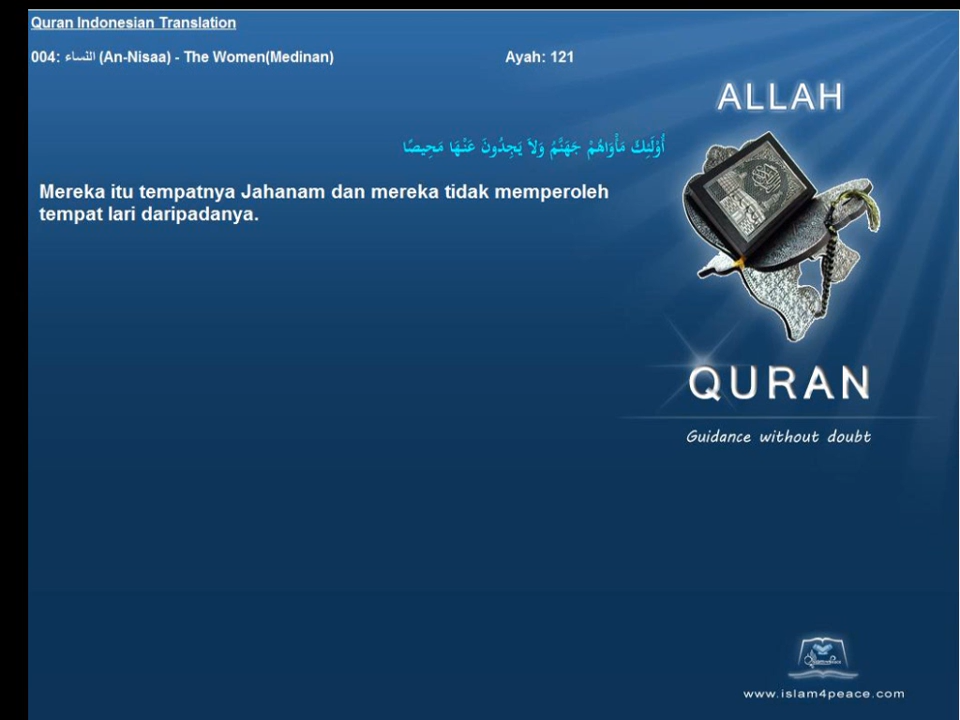 Quran Indonesian Translation
004: النساء (An-Nisaa) - The Women(Medinan) Ayah: 121
ALLAH
أُوْلَئِكَ مَأْوَاهُمْ جَهَنَّمُ وَلاَ يَجِدُونَ عَنْهَا مَحِيصًا
Mereka itu tempatnya Jahanam dan mereka tidak memperoleh
tempat lari daripadanya.
QURAN
Guidance without doubt
www.islam4peace.com